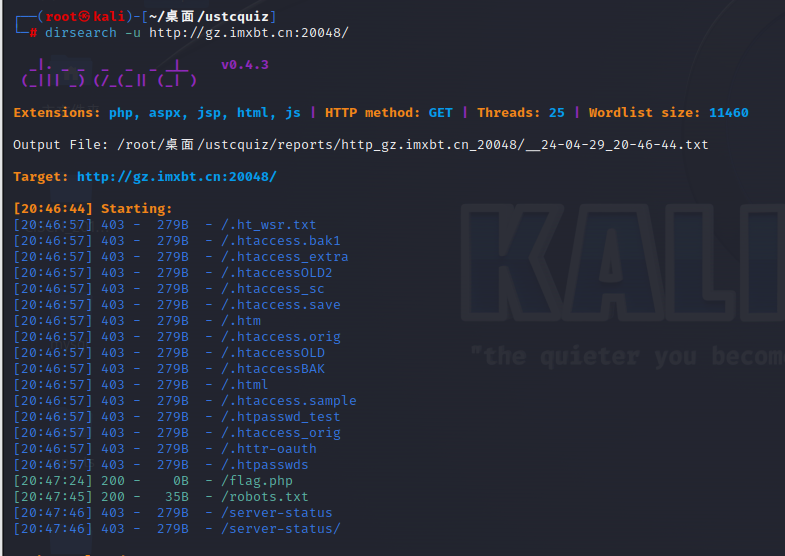 ┌──(root㉿kali)-[~/桌面/ustcquiz]
└─# dirsearch -u http://gz.imxbt.cn:20048/
  _|. _ _  _  _  _ _|_    v0.4.3
 (_||| _) (/_(_|| (_| )
Extensions: php, aspx, jsp, html, js | HTTP method: GET | Threads: 25 | Wordlist size: 11460
Output File: /root/桌面/ustcquiz/reports/http_gz.imxbt.cn_20048/__24-04-29_20-46-44.txt
Target: http://gz.imxbt.cn:20048/
[20:46:44] Starting:
[20:46:57] 403 -  279B  - /.ht_wsr.txt
[20:46:57] 403 -  279B  - /.htaccess.bak1
[20:46:57] 403 -  279B  - /.htaccess_extra
[20:46:57] 403 -  279B  - /.htaccessOLD2
[20:46:57] 403 -  279B  - /.htaccess_sc
[20:46:57] 403 -  279B  - /.htaccess.save
[20:46:57] 403 -  279B  - /.htm
[20:46:57] 403 -  279B  - /.htaccess.orig
[20:46:57] 403 -  279B  - /.htaccessOLD
[20:46:57] 403 -  279B  - /.htaccessBAK
[20:46:57] 403 -  279B  - /.html
[20:46:57] 403 -  279B  - /.htaccess.sample
[20:46:57] 403 -  279B  - /.htpasswd_test
[20:46:57] 403 -  279B  - /.htaccess_orig
[20:46:57] 403 -  279B  - /.httr-oauth
[20:46:57] 403 -  279B  - /.htpasswds
[20:47:24] 200 -    0B  - /flag.php
[20:47:45] 200 -   35B  - /robots.txt
[20:47:46] 403 -  279B  - /server-status
[20:47:46] 403 -  279B  - /server-status/
KALI
"the quieter you becom